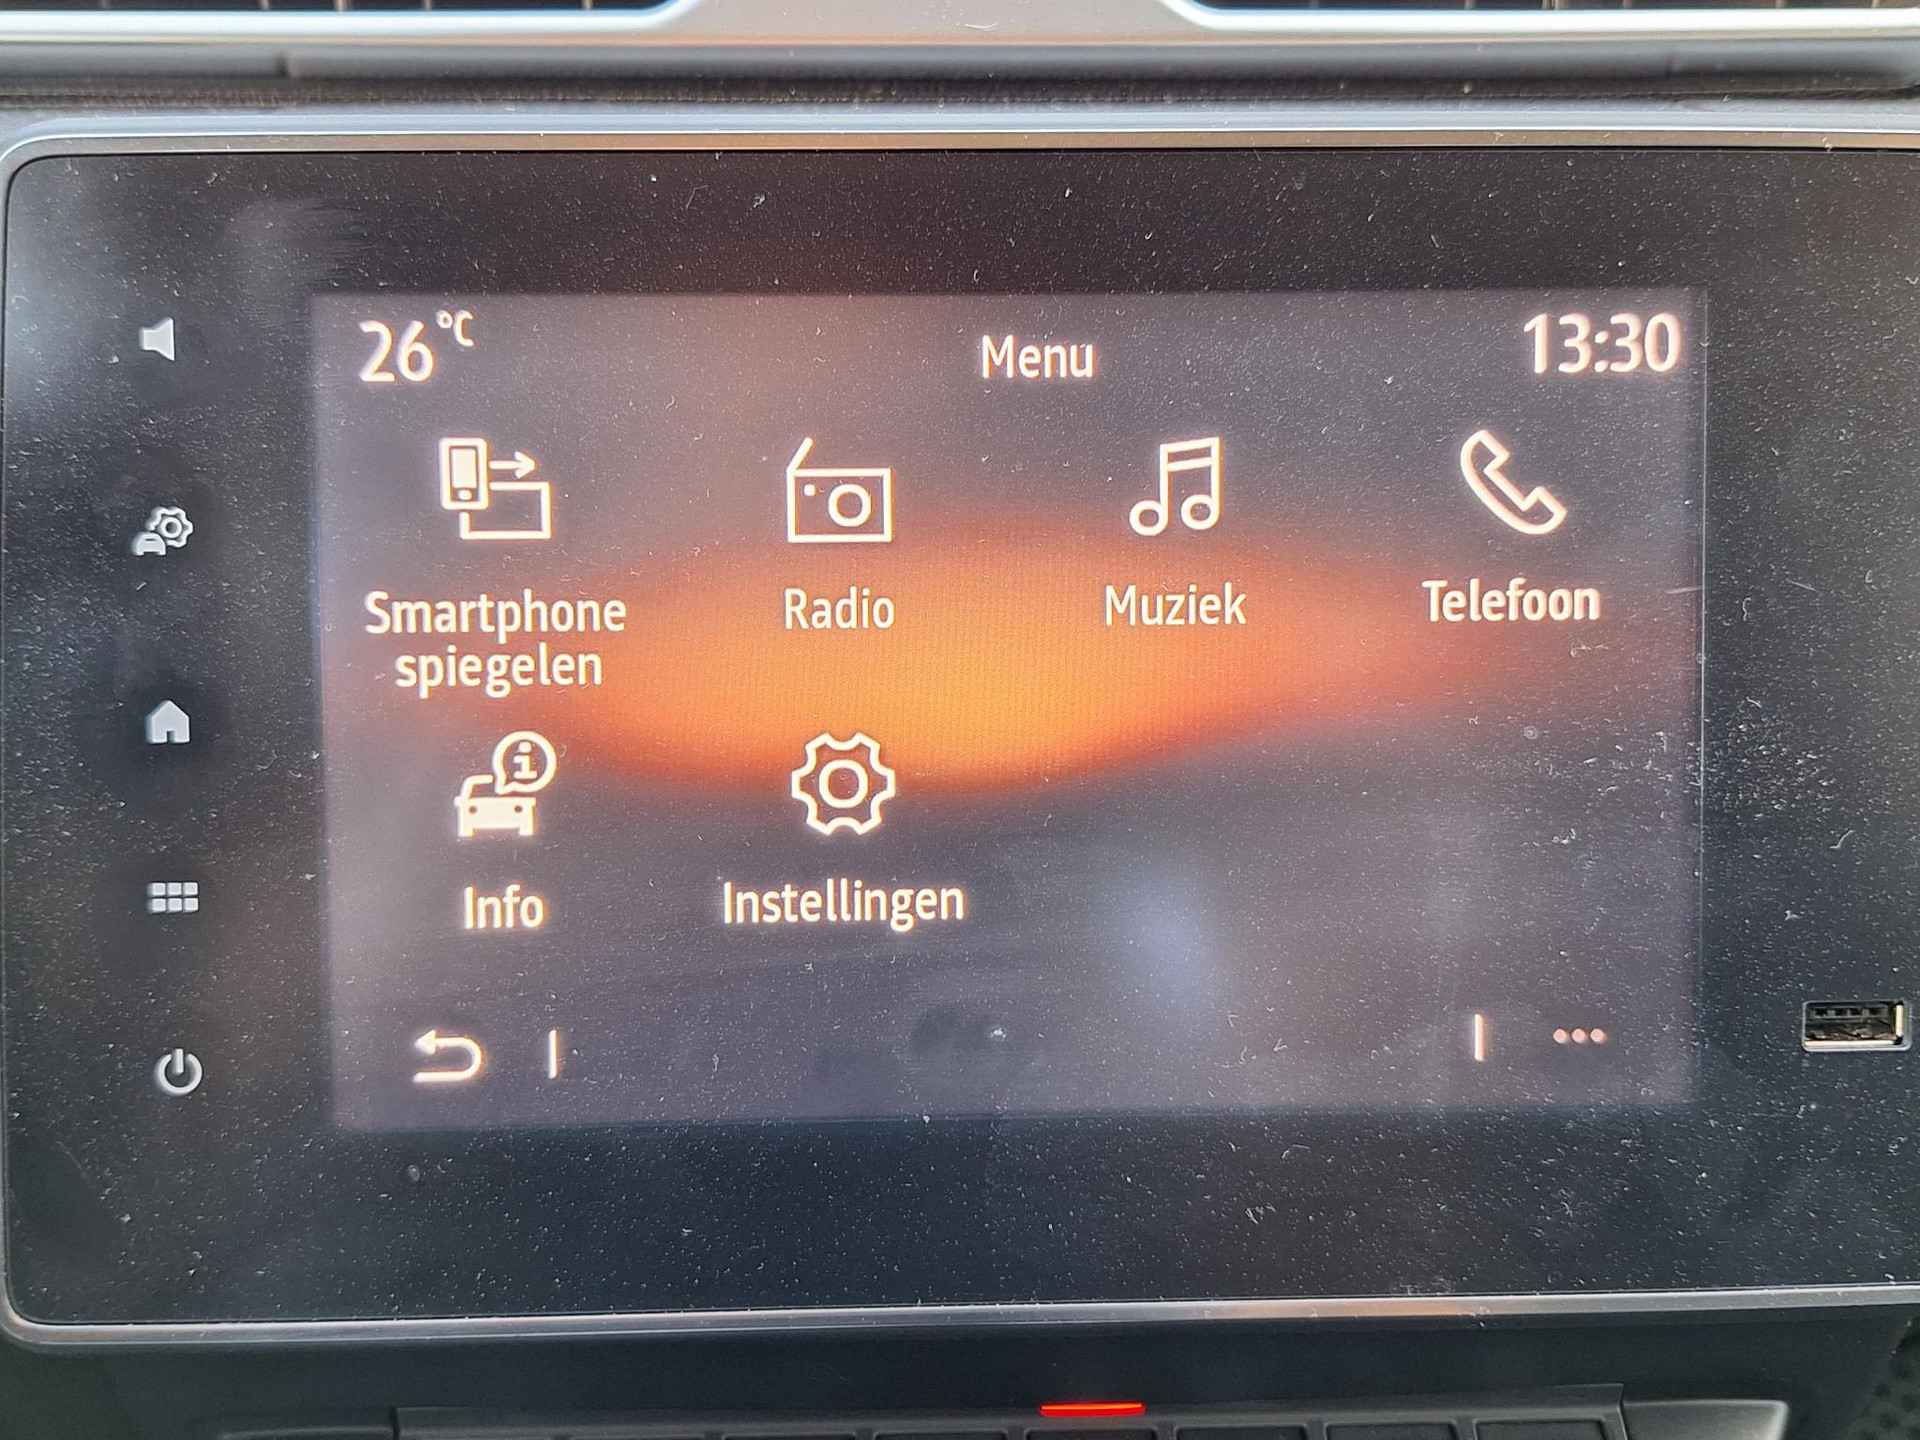 26 °C
Menu
13:30
Smartphone
spiegelen
Radio
Muziek
Telefoon
Info
Instellingen